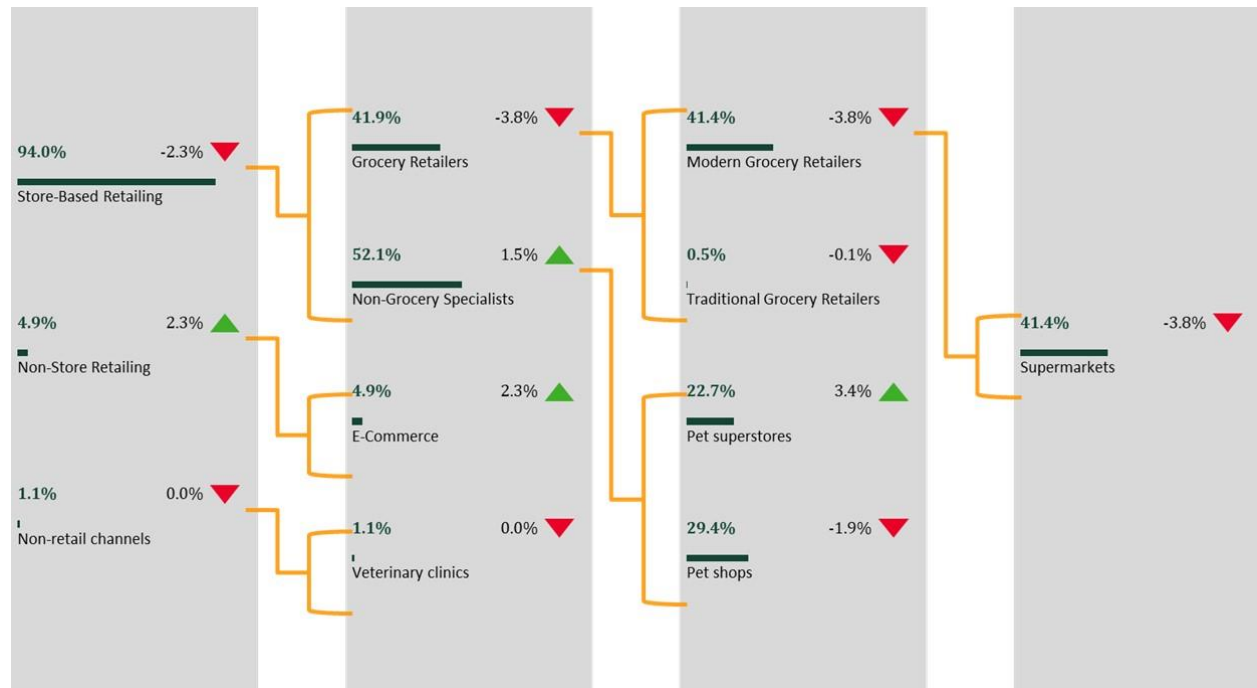 94.0% -2.3%
Store-Based Retailing
4.9% 2.3%
Non-Store Retailing
1.1% 0.0%
Non-retail channels
41.9% -3.8%
Grocery Retailers
52.1% 1.5%
Non-Grocery Specialists
4.9% 2.3%
E-Commerce
1.1% 0.0%
Veterinary clinics
41.4% -3.8%
Modern Grocery Retailers
0.5% -0.1%
Traditional Grocery Retailers
22.7% 3.4%
Pet superstores
29.4% -1.9%
Pet shops
41.4% -3.8%
Supermarkets